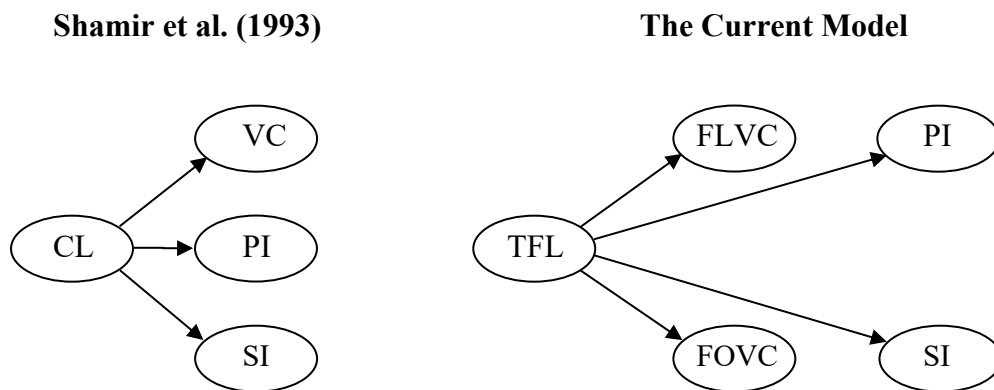 Shamir et al. (1993)
The Current Model
VC
FLVC
PI
CL
PI
TFL
SI
FOVC
SI